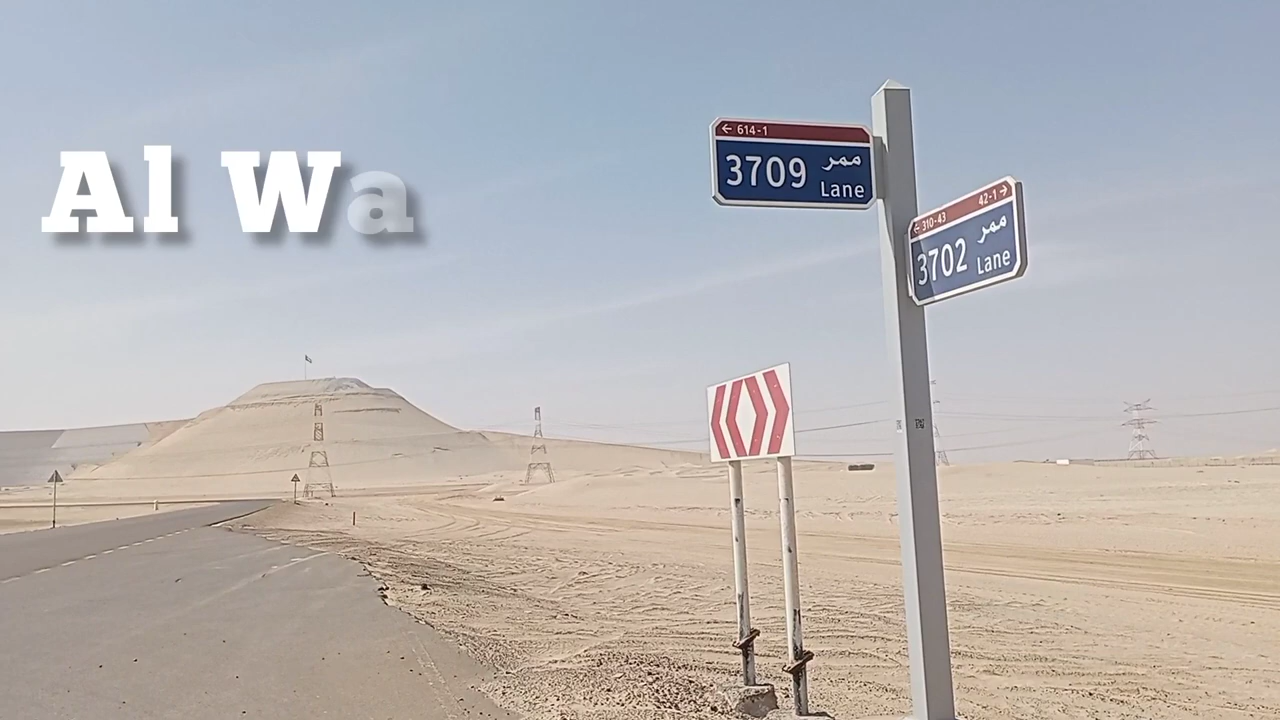 Al Wa
← 614-1
3709 ممر
Lane
← 310-43 42-1 →
3702 ممر
Lane